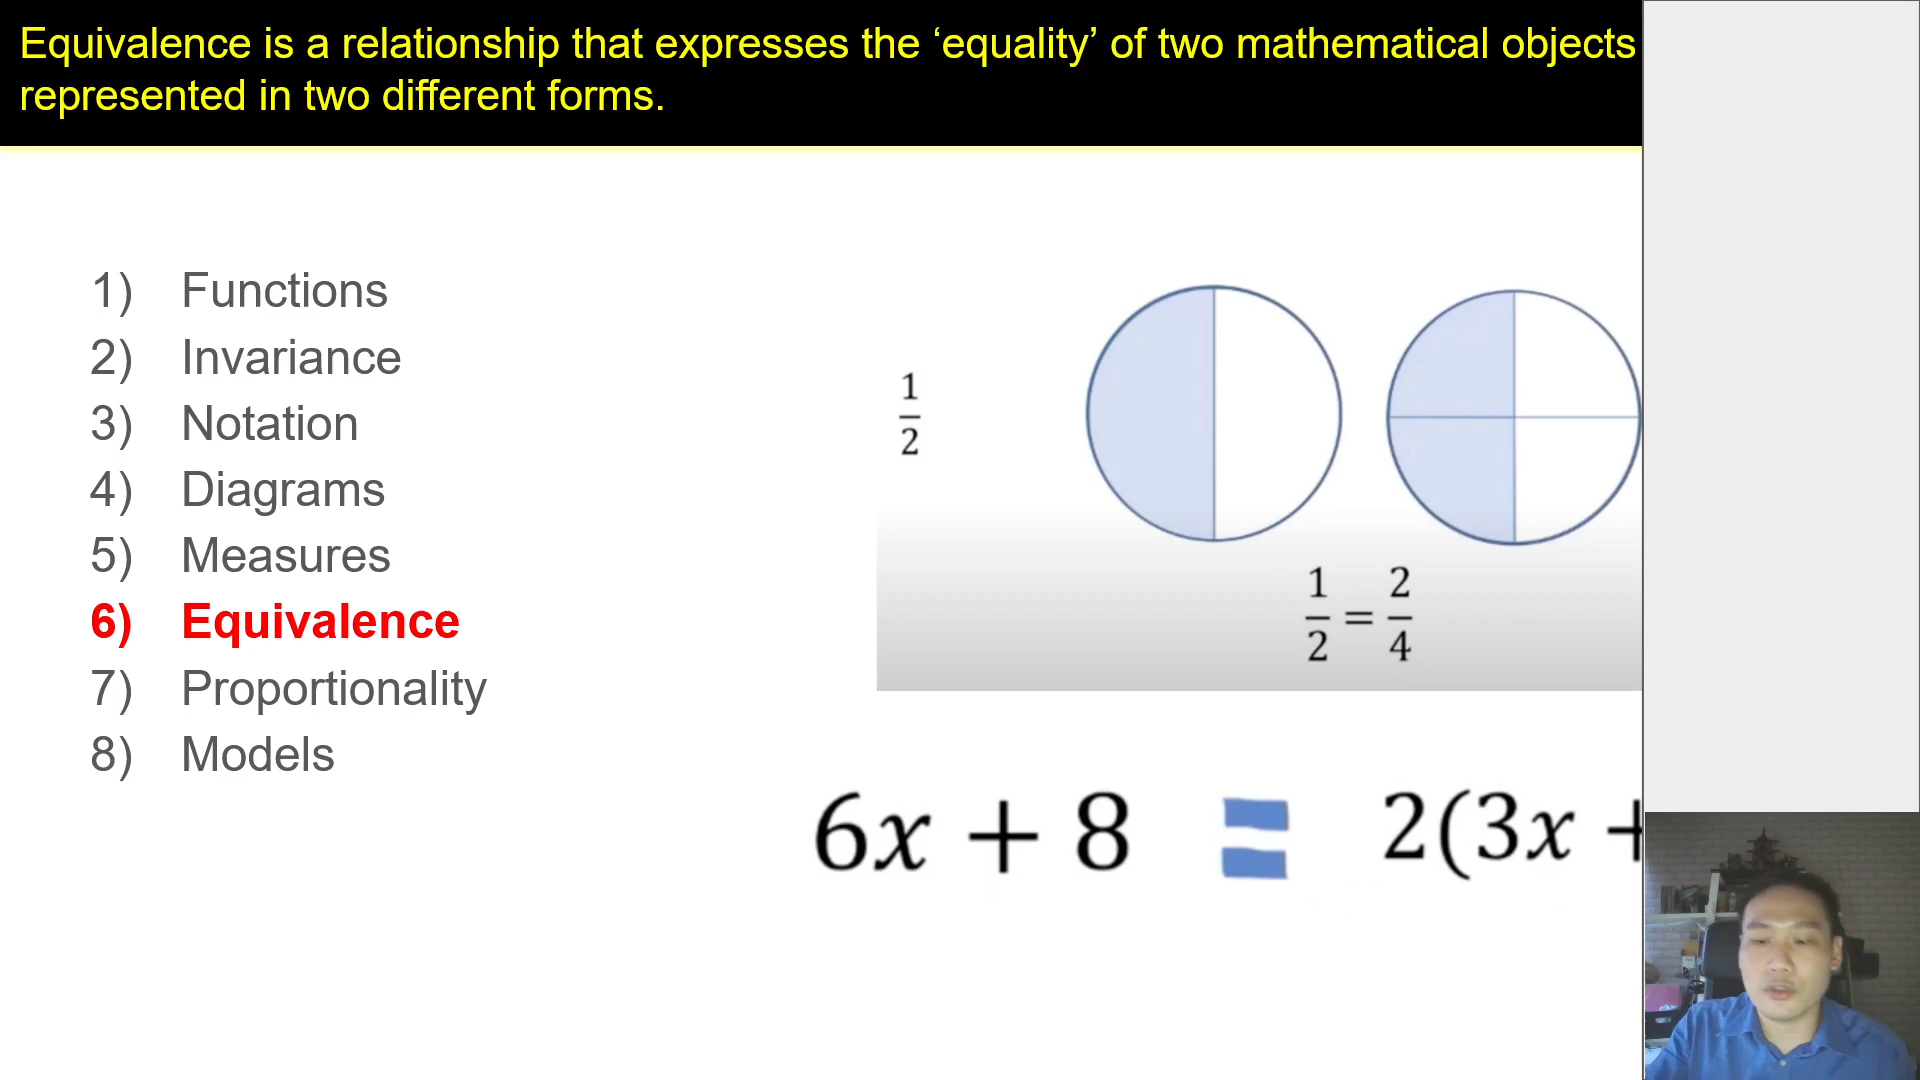 Equivalence is a relationship that expresses the ‘equality’ of two mathematical objects
represented in two different forms.
1) Functions
2) Invariance
3) Notation
4) Diagrams
5) Measures
6) Equivalence
7) Proportionality
8) Models
1/2
1/2 = 2/4
6x + 8 = 2(3x +